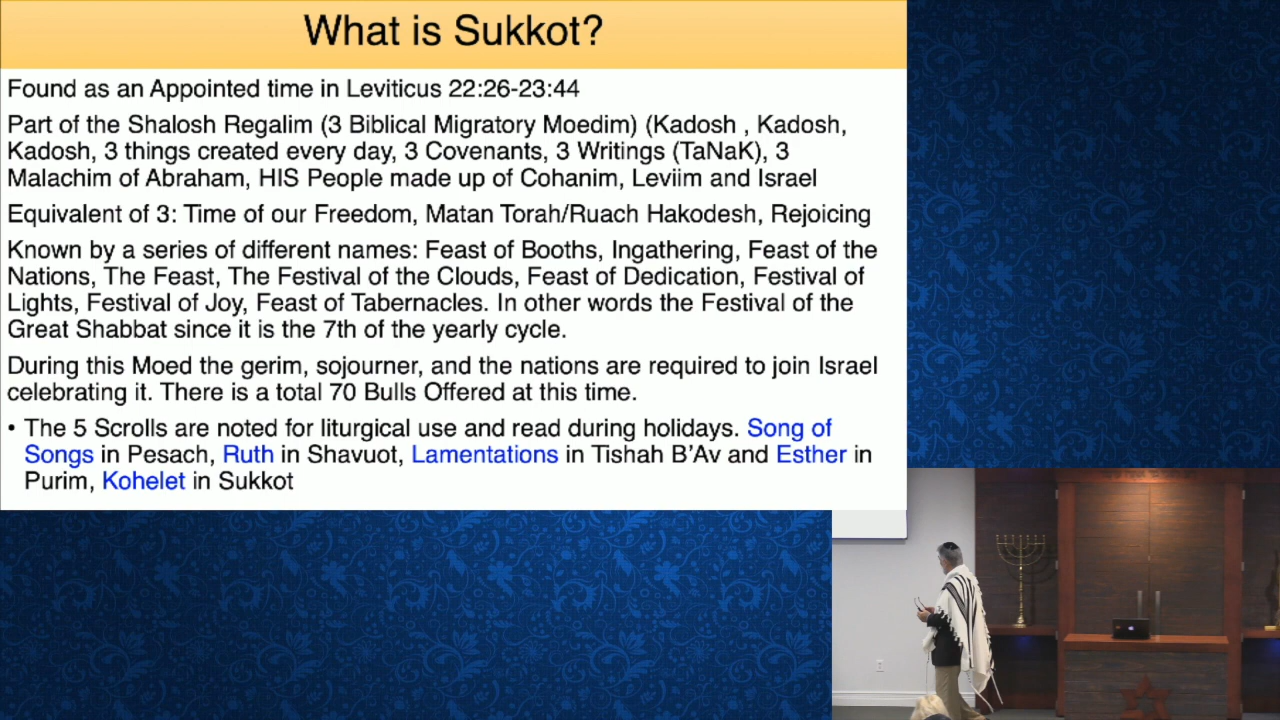 What is Sukkot?
Found as an Appointed time in Leviticus 22:26-23:44
Part of the Shalosh Regalim (3 Biblical Migratory Moedim) (Kadosh , Kadosh,
Kadosh, 3 things created every day, 3 Covenants, 3 Writings (TaNaK), 3
Malachim of Abraham, HIS People made up of Cohanim, Leviim and Israel
Equivalent of 3: Time of our Freedom, Matan Torah/Ruach Hakodesh, Rejoicing
Known by a series of different names: Feast of Booths, Ingathering, Feast of the
Nations, The Feast, The Festival of the Clouds, Feast of Dedication, Festival of
Lights, Festival of Joy, Feast of Tabernacles. In other words the Festival of the
Great Shabbat since it is the 7th of the yearly cycle.
During this Moed the gerim, sojourner, and the nations are required to join Israel
celebrating it. There is a total 70 Bulls Offered at this time.
• The 5 Scrolls are noted for liturgical use and read during holidays. Song of
Songs in Pesach, Ruth in Shavuot, Lamentations in Tishah B'Av and Esther in
Purim, Kohelet in Sukkot